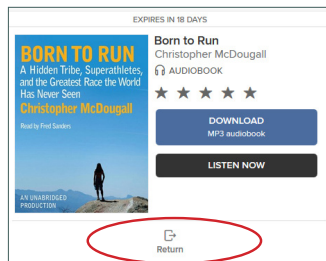 EXPIRES IN 18 DAYS
BORN TO RUN
A Hidden Tribe, Superathletes,
and the Greatest Race the World
Has Never Seen
Christopher McDougall
Read by Fred Sanders
AN UNABRIDGED
PRODUCTION
Born to Run
Christopher McDougall
AUDIOBOOK
DOWNLOAD
MP3 audiobook
LISTEN NOW
Return